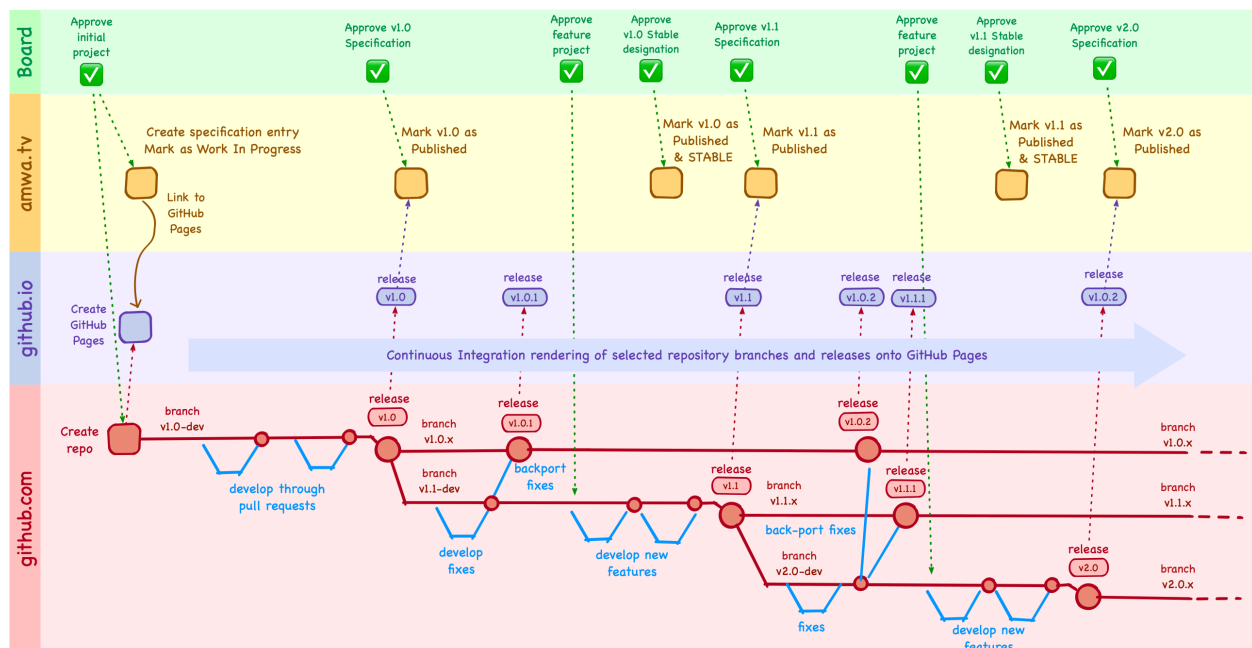 Board
Approve
initial
project
Approve v1.0
Specification
Approve
feature
project
Approve
v1.0 Stable
designation
Approve v1.1
Specification
Approve
feature
project
Approve
v1.1 Stable
designation
Approve v2.0
Specification
amwa.tv
Create specification entry
Mark as Work In Progress
Link to
GitHub
Pages
Mark v1.0 as
Published
Mark v1.0 as
Published
& STABLE
Mark v1.1 as
Published
Mark v1.1 as
Published
& STABLE
Mark v2.0 as
Published
github.io
Create
GitHub
Pages
release
v1.0
release
v1.0.1
release
v1.1
release
v1.0.2
release
v1.1.1
release
v1.0.2
Continuous Integration rendering of selected repository branches and releases onto GitHub Pages
github.com
Create
repo
branch
v1.0-dev
develop through
pull requests
release
v1.0
branch
v1.0.x
release
v1.0.1
release
v1.0.2
branch
v1.0.x
branch
v1.1-dev
backport
fixes
develop
fixes
develop new
features
release
v1.1
branch
v1.1.x
back-port fixes
release
v1.1.1
branch
v1.1.x
branch
v2.0-dev
fixes
develop new
features
release
v2.0
branch
v2.0.x